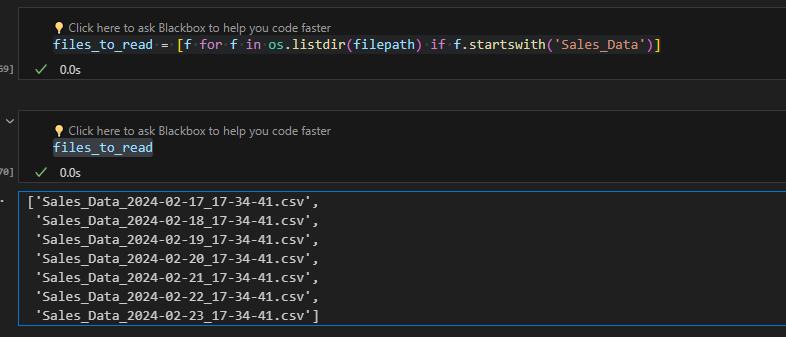 Click here to ask Blackbox to help you code faster
files_to_read = [f for f in os.listdir(filepath) if f.startswith('Sales_Data')]
69]
0.0s
Click here to ask Blackbox to help you code faster
files_to_read
70]
0.0s
['Sales_Data_2024-02-17_17-34-41.csv',
'Sales_Data_2024-02-18_17-34-41.csv',
'Sales_Data_2024-02-19_17-34-41.csv',
'Sales_Data_2024-02-20_17-34-41.csv',
'Sales_Data_2024-02-21_17-34-41.csv',
'Sales_Data_2024-02-22_17-34-41.csv',
'Sales_Data_2024-02-23_17-34-41.csv']